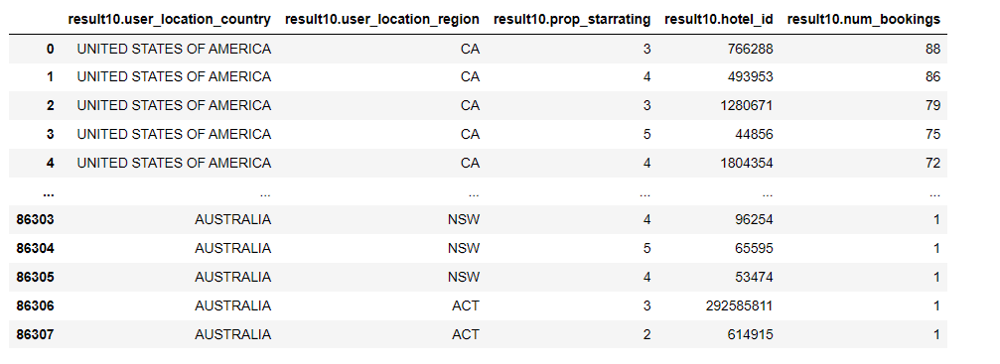 result10.user_location_country result10.user_location_region result10.prop_starrating result10.hotel_id result10.num_bookings
0 UNITED STATES OF AMERICA CA 3 766288 88
1 UNITED STATES OF AMERICA CA 4 493953 86
2 UNITED STATES OF AMERICA CA 3 1280671 79
3 UNITED STATES OF AMERICA CA 5 44856 75
4 UNITED STATES OF AMERICA CA 4 1804354 72
... ... ... ... ... ...
86303 AUSTRALIA NSW 4 96254 1
86304 AUSTRALIA NSW 5 65595 1
86305 AUSTRALIA NSW 4 53474 1
86306 AUSTRALIA ACT 3 292585811 1
86307 AUSTRALIA ACT 2 614915 1